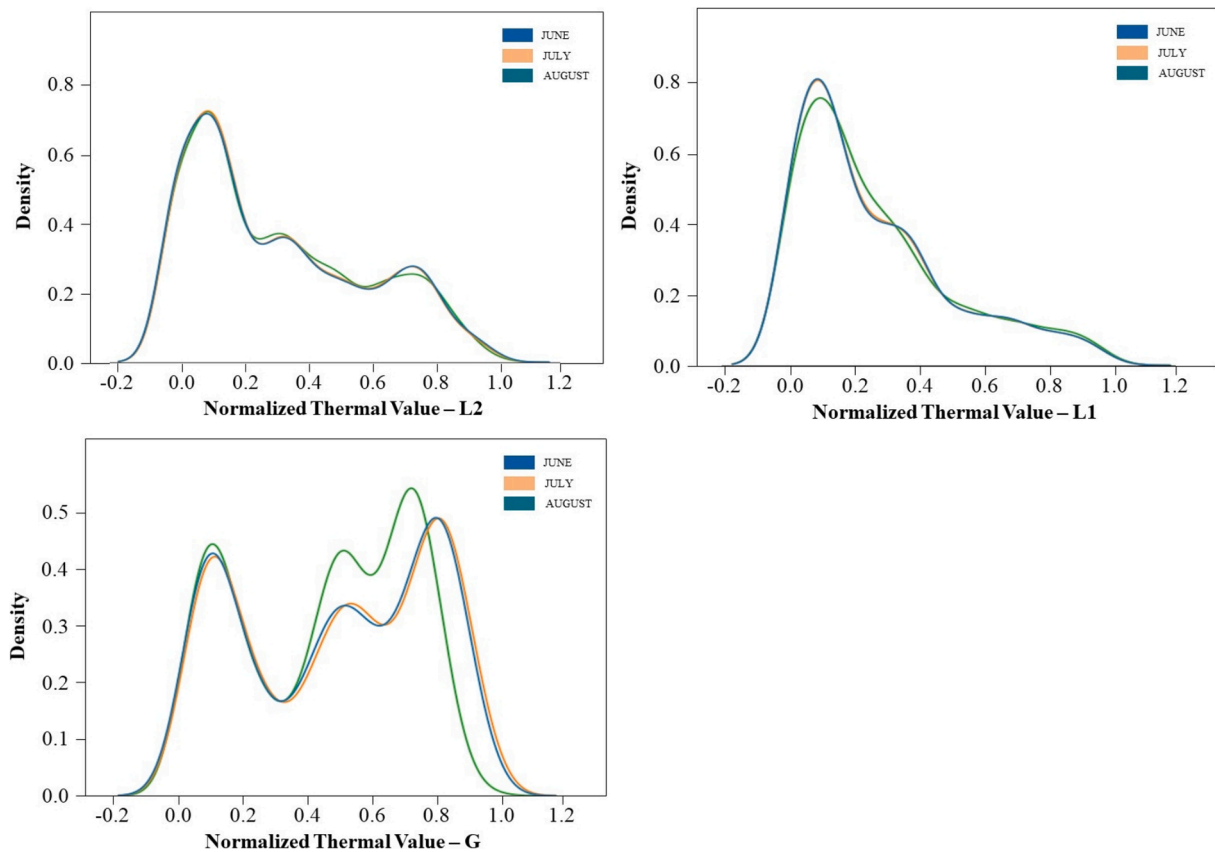 JUNE
JULY
AUGUST
0.8
0.6
0.4
0.2
0.0
Density
-0.2 0.0 0.2 0.4 0.6 0.8 1.0 1.2
Normalized Thermal Value – L2
JUNE
JULY
AUGUST
0.8
0.6
0.4
0.2
0.0
Density
-0.2 0.0 0.2 0.4 0.6 0.8 1.0 1.2
Normalized Thermal Value – L1
JUNE
JULY
AUGUST
0.5
0.4
0.3
0.2
0.1
0.0
Density
-0.2 0.0 0.2 0.4 0.6 0.8 1.0 1.2
Normalized Thermal Value – G